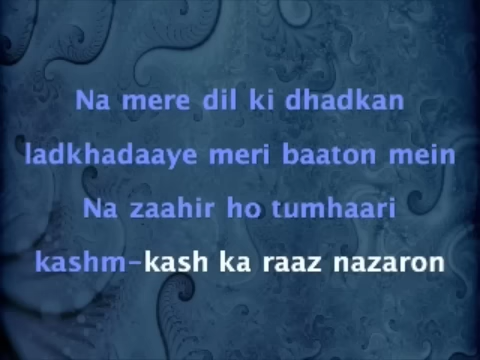 Na mere dil ki dhadkan
ladkhadaaye meri baaton mein
Na zaahir ho tumhaari
kashm-kash ka raaz nazaron